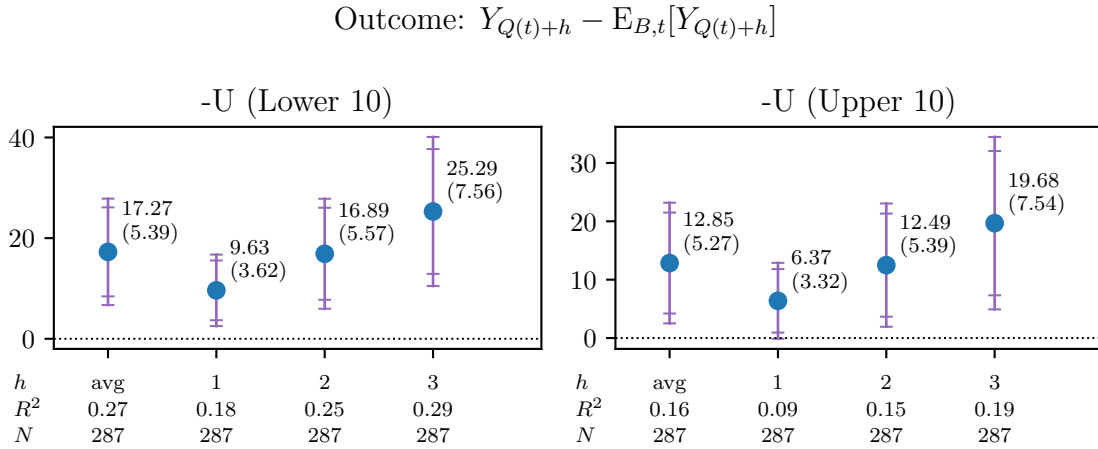 Outcome: Y_{Q(t)+h} − E_{B,t}[Y_{Q(t)+h}]
-U (Lower 10)
40
20
0
17.27
(5.39)
9.63
(3.62)
16.89
(5.57)
25.29
(7.56)
h avg 1 2 3
R² 0.27 0.18 0.25 0.29
N 287 287 287 287
-U (Upper 10)
30
20
10
0
12.85
(5.27)
6.37
(3.32)
12.49
(5.39)
19.68
(7.54)
h avg 1 2 3
R² 0.16 0.09 0.15 0.19
N 287 287 287 287